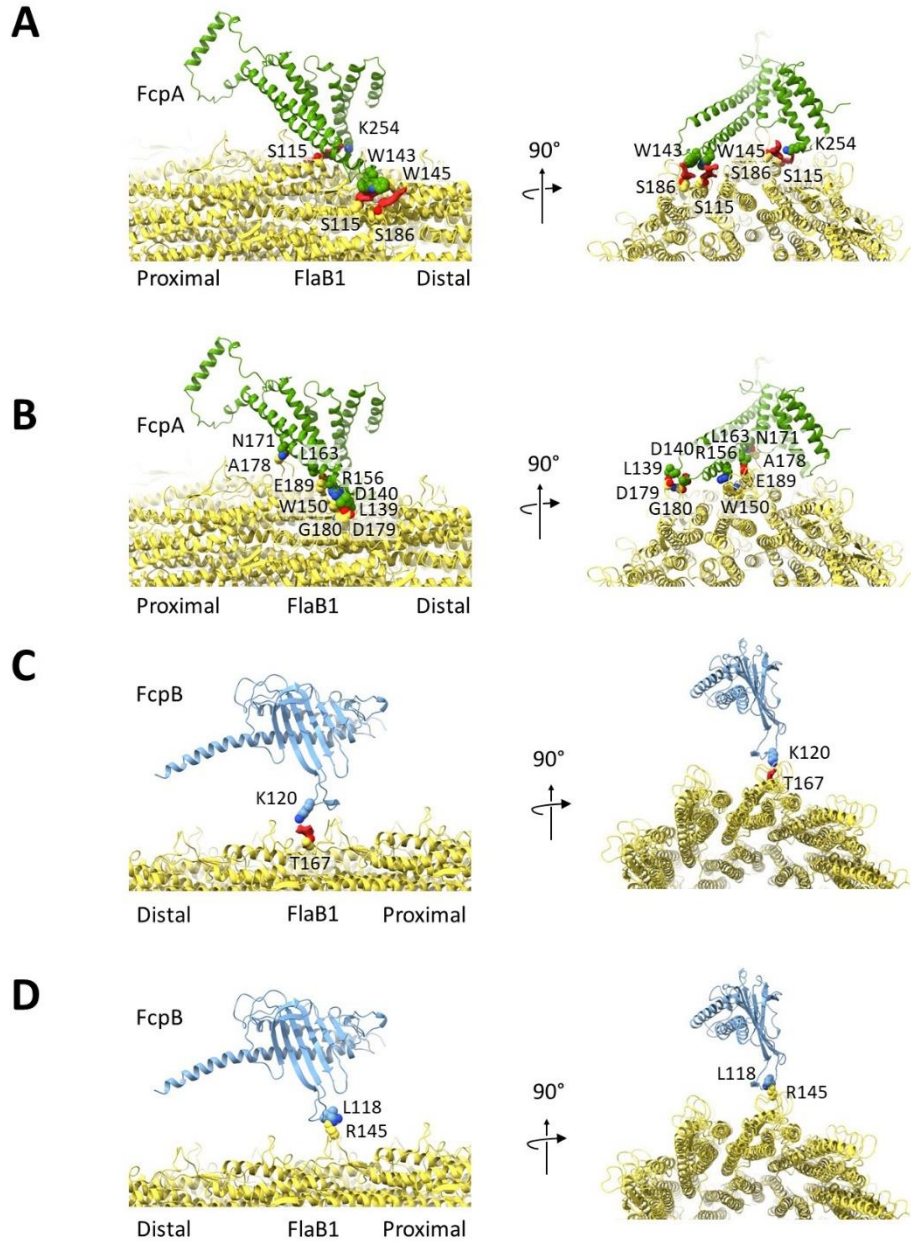 A
FcpA
K254
S115
W143
W145
S115
S186
Proximal FlaB1 Distal
90°
W143 W145 K254
S186 S186 S115
S115
B
FcpA
N171
L163
A178
R156
E189
D140
W150
L139
G180 D179
Proximal FlaB1 Distal
90°
L163 N171
D140
R156 A178
L139
E189
D179
G180 W150
C
FcpB
K120
T167
Distal FlaB1 Proximal
90°
K120
T167
D
FcpB
L118
R145
Distal FlaB1 Proximal
90°
L118
R145